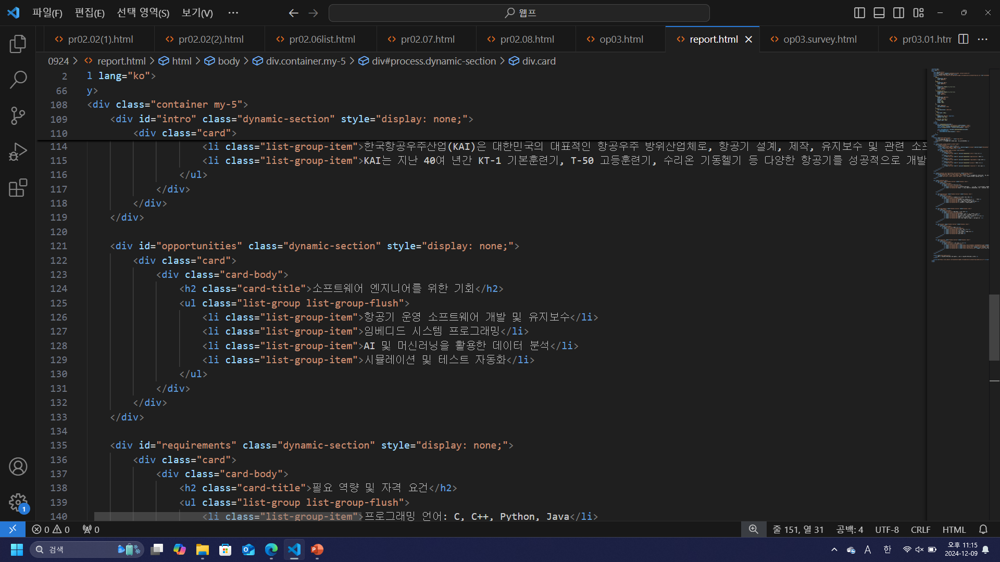 파일(F) 편집(E) 선택 영역(S) 보기(V) ··· 웹프
pr02.02(1).html pr02.02(2).html pr02.06list.html pr02.07.html pr02.08.html op03.html report.html op03.survey.html pr03.01.htm
0924 > report.html > html > body > div.container.my-5 > div#process.dynamic-section > div.card
2 l lang="ko">
66 y>
108 <div class="container my-5">
109 <div id="intro" class="dynamic-section" style="display: none;">
110 <div class="card">
114 <li class="list-group-item">한국항공우주산업(KAI)은 대한민국의 대표적인 항공우주 방위산업체로, 항공기 설계, 제작, 유지보수 및 관련 소프
115 <li class="list-group-item">KAI는 지난 40여 년간 KT-1 기본훈련기, T-50 고등훈련기, 수리온 기동헬기 등 다양한 항공기를 성공적으로 개발
116 </ul>
117 </div>
118 </div>
119 </div>
120
121 <div id="opportunities" class="dynamic-section" style="display: none;">
122 <div class="card">
123 <div class="card-body">
124 <h2 class="card-title">소프트웨어 엔지니어를 위한 기회</h2>
125 <ul class="list-group list-group-flush">
126 <li class="list-group-item">항공기 운영 소프트웨어 개발 및 유지보수</li>
127 <li class="list-group-item">임베디드 시스템 프로그래밍</li>
128 <li class="list-group-item">AI 및 머신러닝을 활용한 데이터 분석</li>
129 <li class="list-group-item">시뮬레이션 및 테스트 자동화</li>
130 </ul>
131 </div>
132 </div>
133 </div>
134
135 <div id="requirements" class="dynamic-section" style="display: none;">
136 <div class="card">
137 <div class="card-body">
138 <h2 class="card-title">필요 역량 및 자격 요건</h2>
139 <ul class="list-group list-group-flush">
140 <li class="list-group-item">프로그래밍 언어: C, C++, Python, Java</li>
1
0 0 0 줄 151, 열 31 공백: 4 UTF-8 CRLF HTML
검색 A 한 오후 11:15
2024-12-09